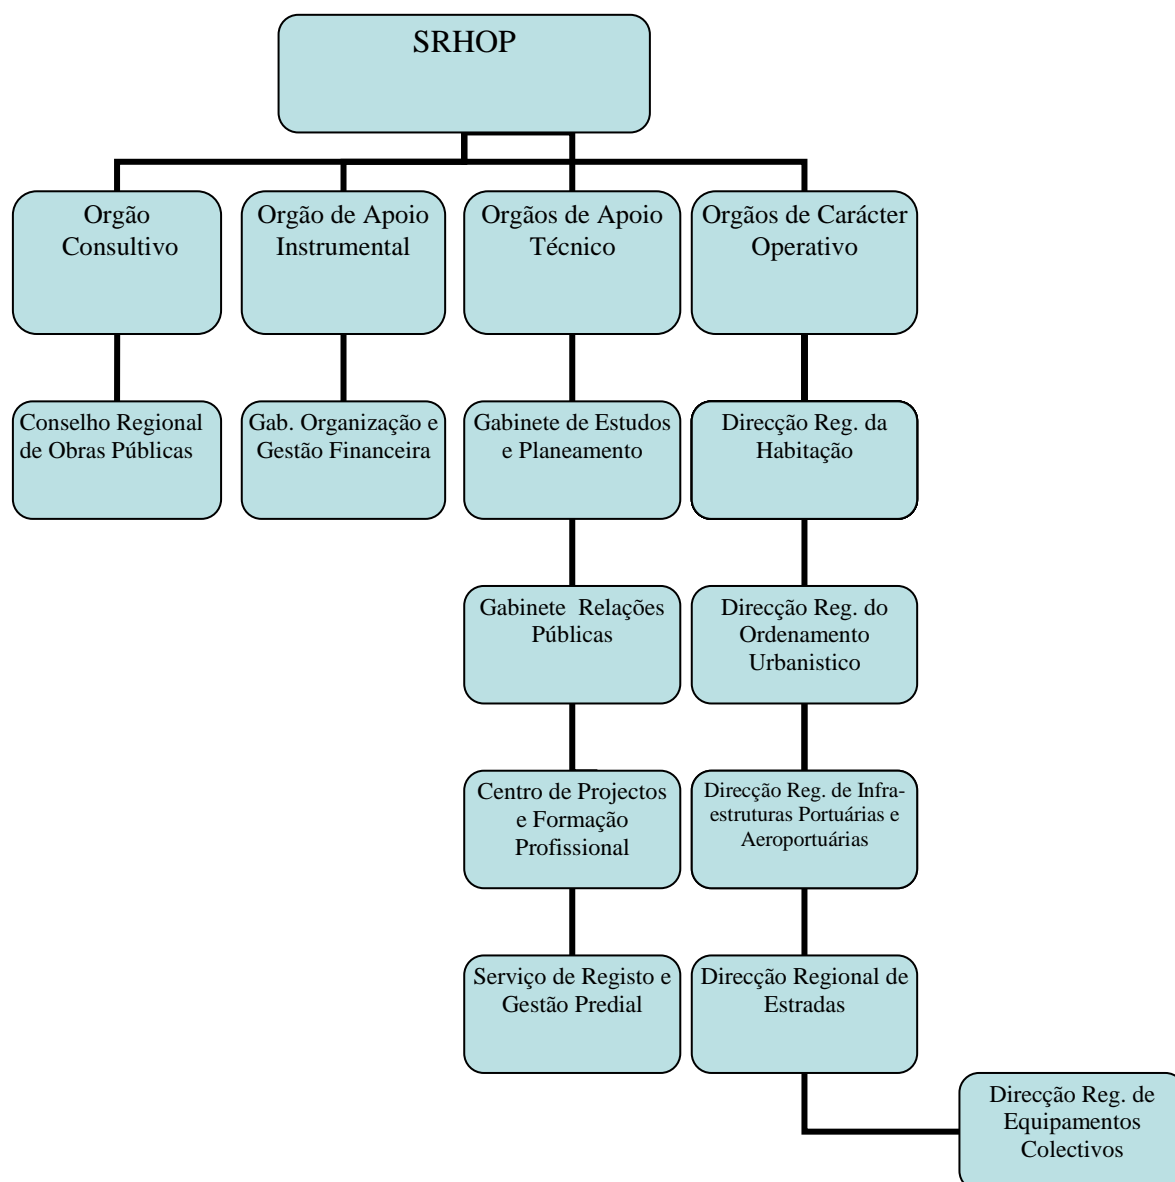 SRHOP
Orgão
Consultivo
Orgão de Apoio
Instrumental
Orgãos de Apoio
Técnico
Orgãos de Carácter
Operativo
Conselho Regional
de Obras Públicas
Gab. Organização e
Gestão Financeira
Gabinete de Estudos
e Planeamento
Direcção Reg. da
Habitação
Gabinete  Relações
Públicas
Direcção Reg. do
Ordenamento
Urbanistico
Centro de Projectos
e Formação
Profissional
Direcção Reg. de Infra-
estruturas Portuárias e
Aeroportuárias
Serviço de Registo e
Gestão Predial
Direcção Regional de
Estradas
Direcção Reg. de
Equipamentos
Colectivos